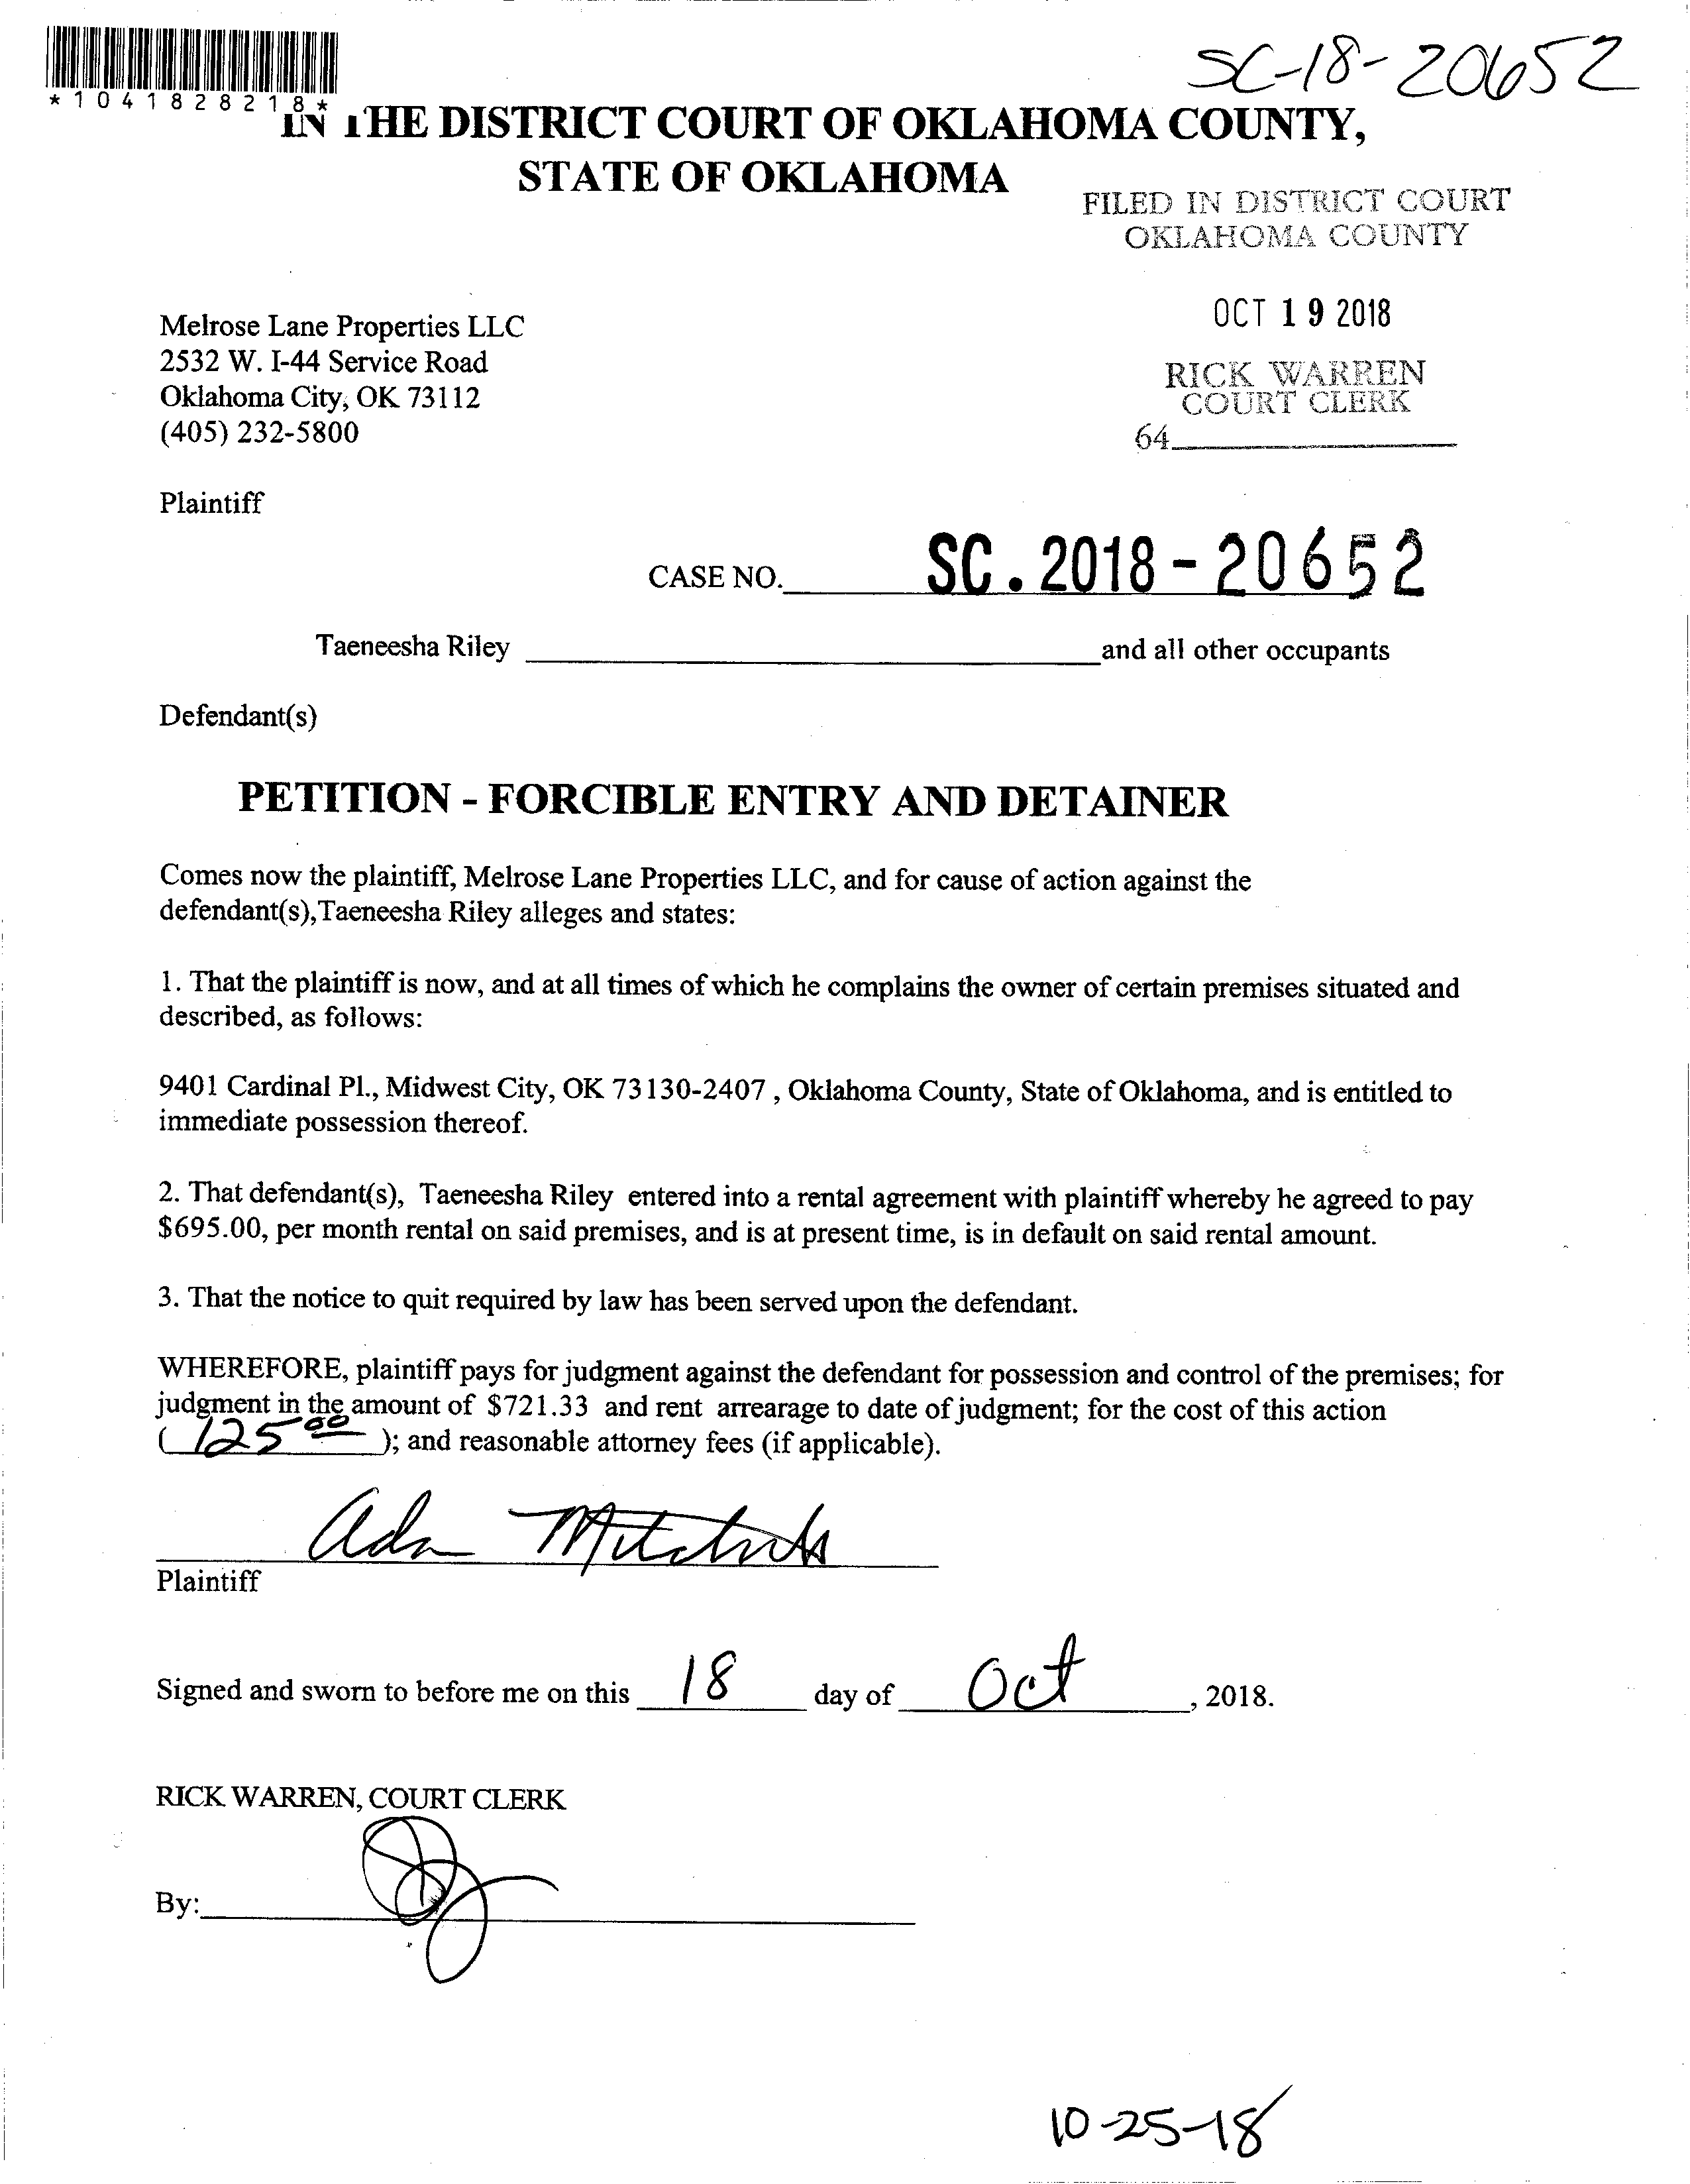 SC-18-20652
*1041828218*
IN THE DISTRICT COURT OF OKLAHOMA COUNTY,
STATE OF OKLAHOMA
FILED IN DISTRICT COURT
OKLAHOMA COUNTY
OCT 19 2018
RICK WARREN
COURT CLERK
64
Melrose Lane Properties LLC
2532 W. I-44 Service Road
Oklahoma City, OK 73112
(405) 232-5800
Plaintiff
CASE NO. SC.2018-20652
Taeneesha Riley and all other occupants
Defendant(s)
PETITION - FORCIBLE ENTRY AND DETAINER
Comes now the plaintiff, Melrose Lane Properties LLC, and for cause of action against the
defendant(s),Taeneesha Riley alleges and states:
1. That the plaintiff is now, and at all times of which he complains the owner of certain premises situated and
described, as follows:
9401 Cardinal Pl., Midwest City, OK 73130-2407 , Oklahoma County, State of Oklahoma, and is entitled to
immediate possession thereof.
2. That defendant(s), Taeneesha Riley entered into a rental agreement with plaintiff whereby he agreed to pay
$695.00, per month rental on said premises, and is at present time, is in default on said rental amount.
3. That the notice to quit required by law has been served upon the defendant.
WHEREFORE, plaintiff pays for judgment against the defendant for possession and control of the premises; for
judgment in the amount of $721.33 and rent arrearage to date of judgment; for the cost of this action
( 125 00 ); and reasonable attorney fees (if applicable).
Plaintiff
Signed and sworn to before me on this 18 day of Oct , 2018.
RICK WARREN, COURT CLERK
By:
10-25-18